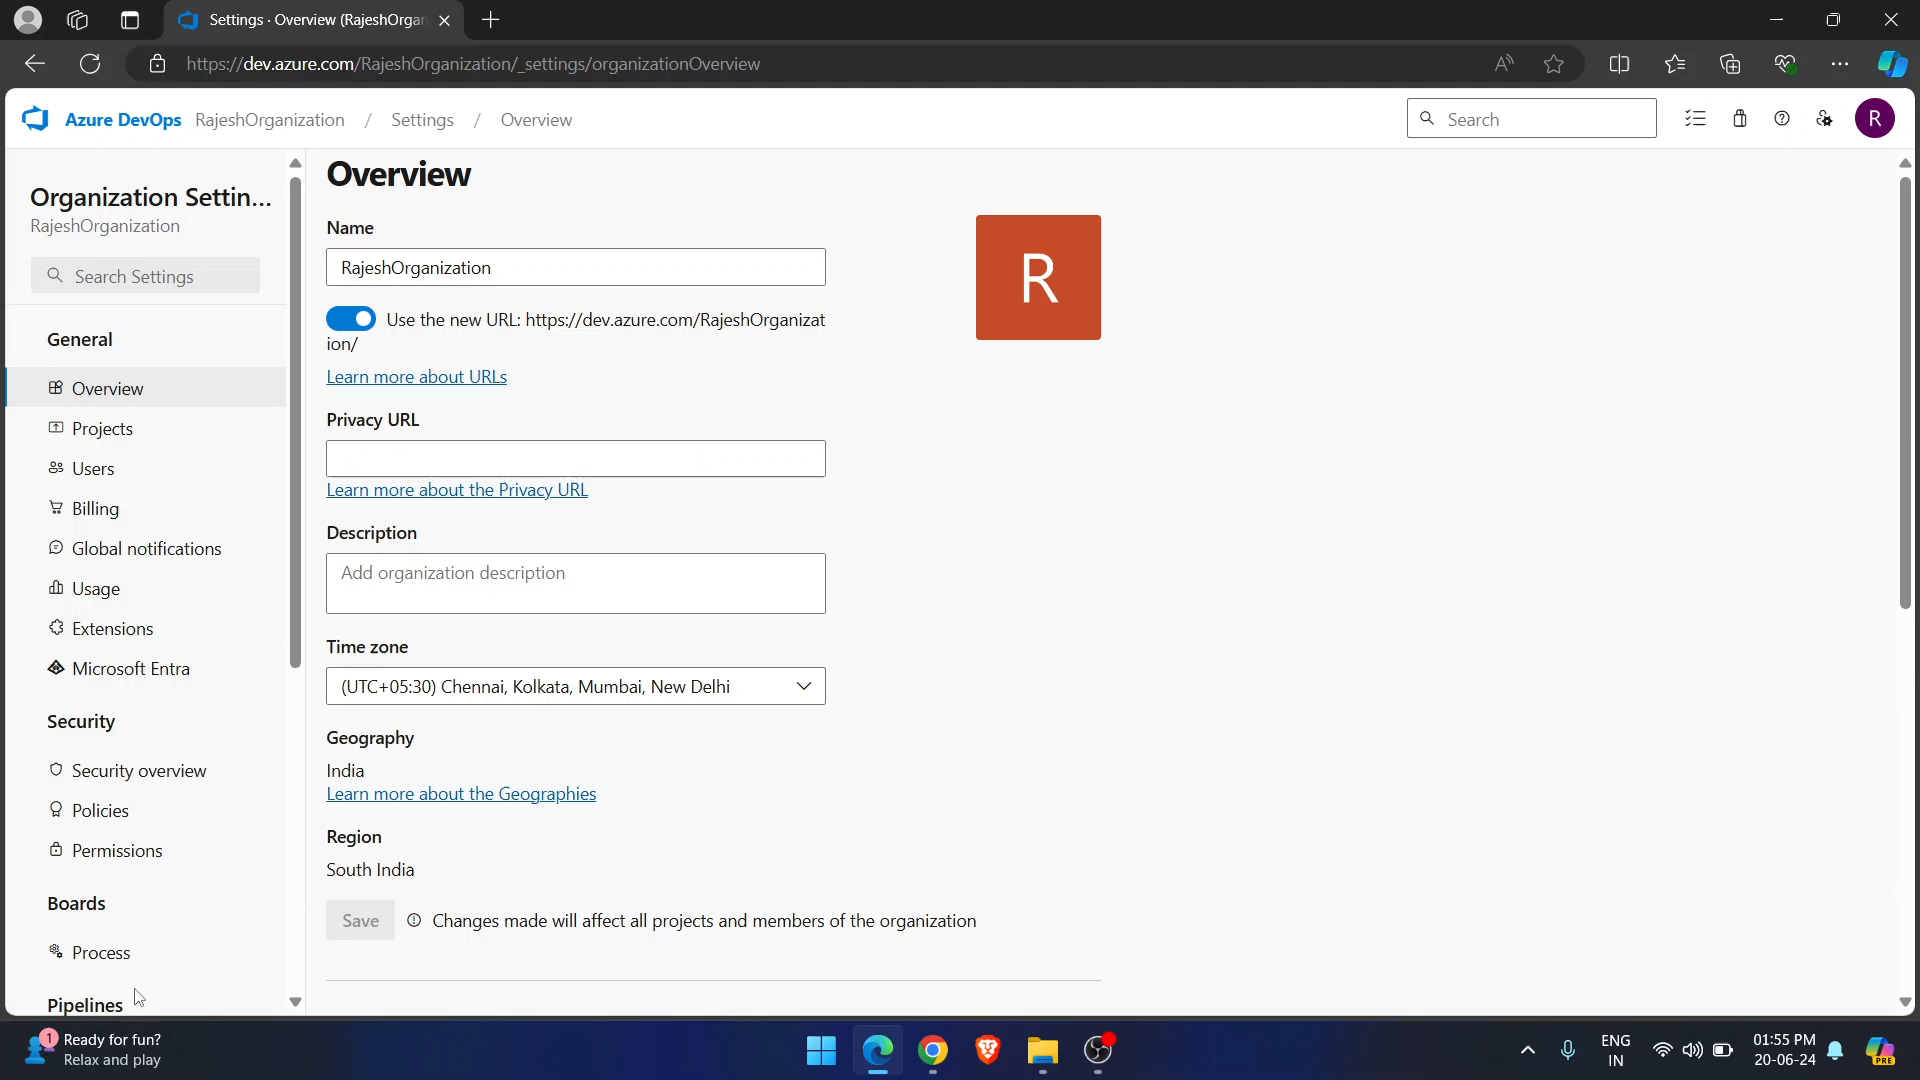 Settings · Overview (RajeshOrgan
https://dev.azure.com/RajeshOrganization/_settings/organizationOverview
Azure DevOps RajeshOrganization / Settings / Overview
Search
R
Organization Settin...
RajeshOrganization
Search Settings
General
Overview
Projects
Users
Billing
Global notifications
Usage
Extensions
Microsoft Entra
Security
Security overview
Policies
Permissions
Boards
Process
Pipelines
Overview
Name
RajeshOrganization
Use the new URL: https://dev.azure.com/RajeshOrganizat
ion/
Learn more about URLs
Privacy URL
Learn more about the Privacy URL
Description
Add organization description
Time zone
(UTC+05:30) Chennai, Kolkata, Mumbai, New Delhi
Geography
India
Learn more about the Geographies
Region
South India
Save Changes made will affect all projects and members of the organization
R
1
Ready for fun?
Relax and play
ENG
IN
01:55 PM
20-06-24
PRE